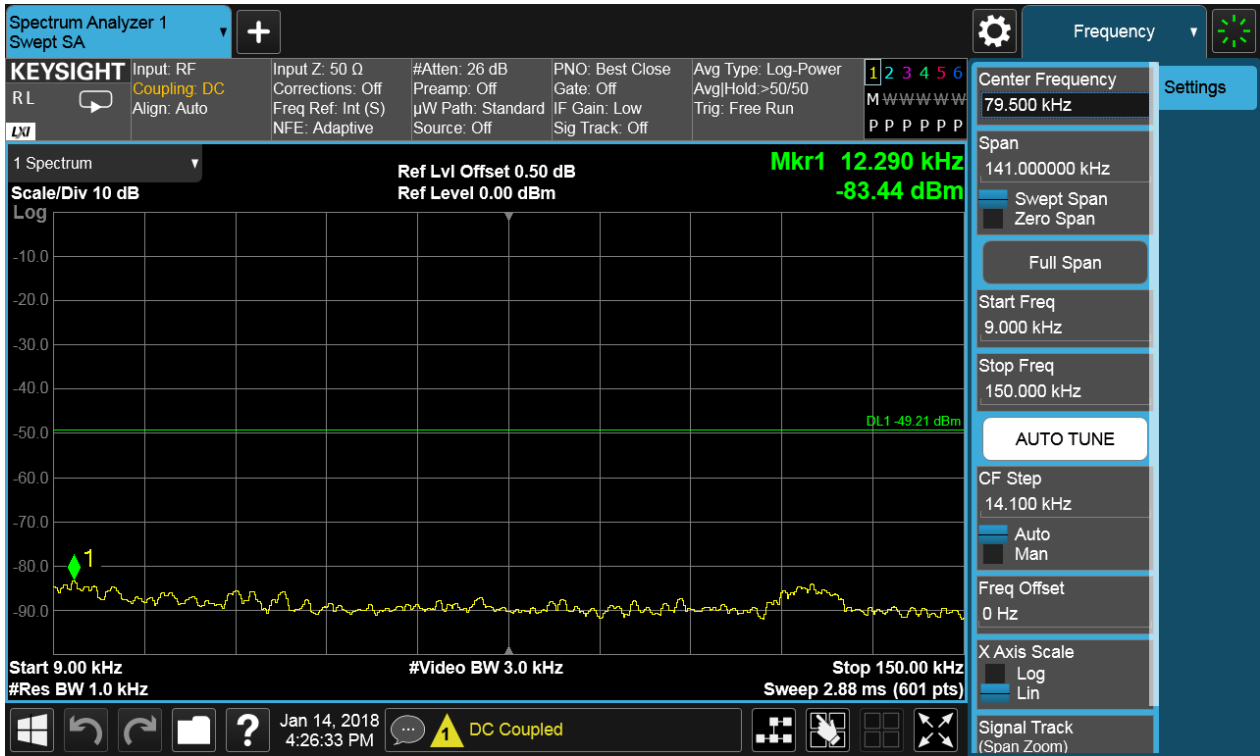 Spectrum Analyzer 1
Swept SA
+
Frequency
KEYSIGHT
R L
LXI
Input: RF
Coupling: DC
Align: Auto
Input Z: 50 Ω
Corrections: Off
Freq Ref: Int (S)
NFE: Adaptive
#Atten: 26 dB
Preamp: Off
µW Path: Standard
Source: Off
PNO: Best Close
Gate: Off
IF Gain: Low
Sig Track: Off
Avg Type: Log-Power
Avg|Hold:>50/50
Trig: Free Run
1 2 3 4 5 6
M W W W W W
P P P P P P
1 Spectrum
Scale/Div 10 dB
Log
Ref Lvl Offset 0.50 dB
Ref Level 0.00 dBm
Mkr1 12.290 kHz
-83.44 dBm
-10.0
-20.0
-30.0
-40.0
-50.0
-60.0
-70.0
-80.0
-90.0
DL1 -49.21 dBm
1
Start 9.00 kHz
#Res BW 1.0 kHz
#Video BW 3.0 kHz
Stop 150.00 kHz
Sweep 2.88 ms (601 pts)
Center Frequency
79.500 kHz
Span
141.000000 kHz
Swept Span
Zero Span
Full Span
Start Freq
9.000 kHz
Stop Freq
150.000 kHz
AUTO TUNE
CF Step
14.100 kHz
Auto
Man
Freq Offset
0 Hz
X Axis Scale
Log
Lin
Signal Track
(Span Zoom)
Settings
?
Jan 14, 2018
4:26:33 PM
1
DC Coupled